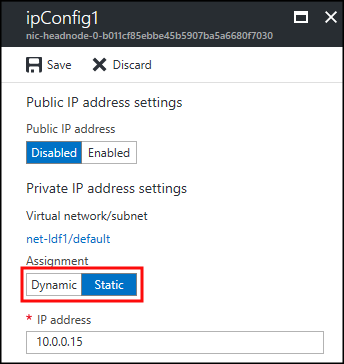 ipConfig1
nic-headnode-0-b011cf85ebbe45b5907ba5a6680f7030
Save Discard
Public IP address settings
Public IP address
Disabled Enabled
Private IP address settings
Virtual network/subnet
net-ldf1/default
Assignment
Dynamic Static
* IP address
10.0.0.15